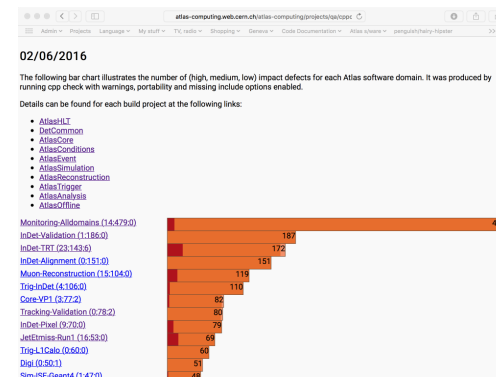 atlas-computing.web.cern.ch/atlas-computing/projects/qa/cppc
Admin Projects Language My stuff TV, radio Shopping Geneva Code Documentation Atlas s/ware penguish/hairy-hipster
02/06/2016
The following bar chart illustrates the number of (high, medium, low) impact defects for each Atlas software domain. It was produced by
running cpp check with warnings, portability and missing include options enabled.
Details can be found for each build project at the following links:
AtlasHLT
DetCommon
AtlasCore
AtlasConditions
AtlasEvent
AtlasSimulation
AtlasReconstruction
AtlasTrigger
AtlasAnalysis
AtlasOffline
Monitoring-Alldomains (14:479:0) 4
InDet-Validation (1:186:0) 187
InDet-TRT (23:143:6) 172
InDet-Alignment (0:151:0) 151
Muon-Reconstruction (15:104:0) 119
Trig-InDet (4:106:0) 110
Core-VP1 (3:77:2) 82
Tracking-Validation (0:78:2) 80
InDet-Pixel (9:70:0) 79
JetEtmiss-Run1 (16:53:0) 69
Trig-L1Calo (0:60:0) 60
Digi (0:50:1) 51
Sim-ISF-Geant4 (1:47:0) 48